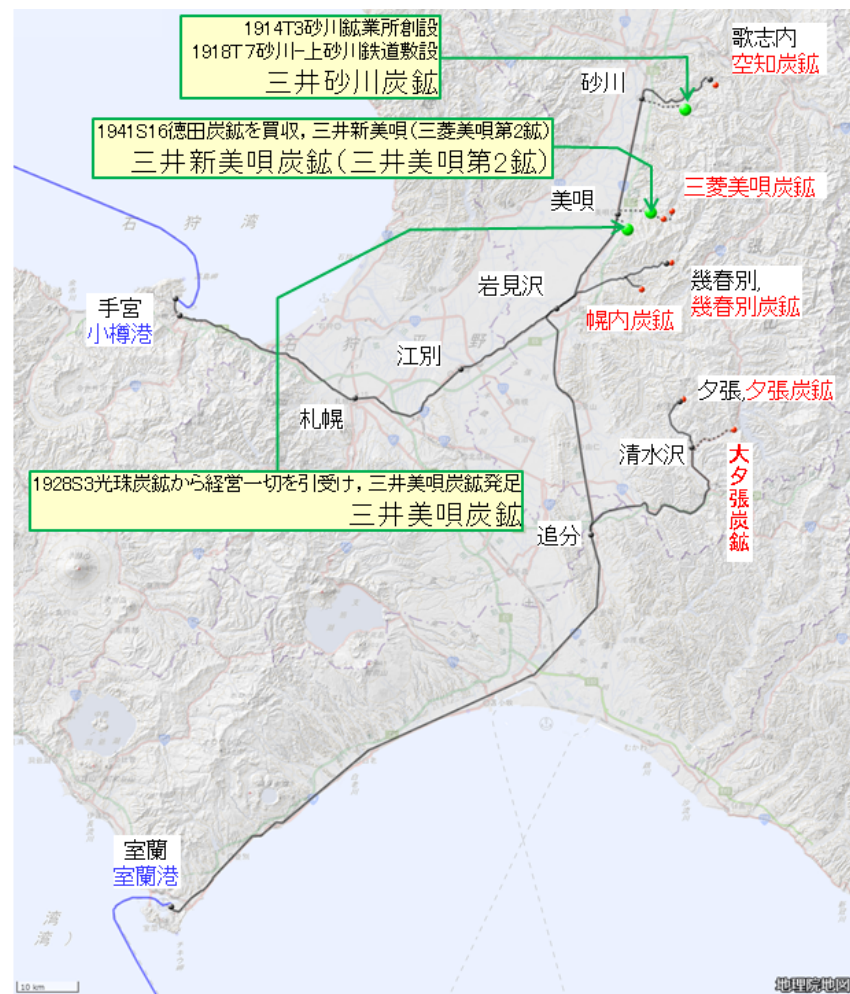 1914T3砂川鉱業所創設
1918T7砂川ー上砂川鉄道敷設
三井砂川炭鉱
歌志内
空知炭鉱
砂川
1941S16徳田炭鉱を買収，三井新美唄（三菱美唄第2鉱）
三井新美唄炭鉱（三井美唄第2鉱）
三菱美唄炭鉱
美唄
石狩湾
岩見沢
幾春別,
幾春別炭鉱
手宮
小樽港
幌内炭鉱
石狩平野
江別
札幌
夕張,夕張炭鉱
清水沢
大夕張炭鉱
1928S3光珠炭鉱から経営一切を引受け，三井美唄炭鉱発足
三井美唄炭鉱
追分
室蘭
室蘭港
湾
湾）
10 km
地理院地図